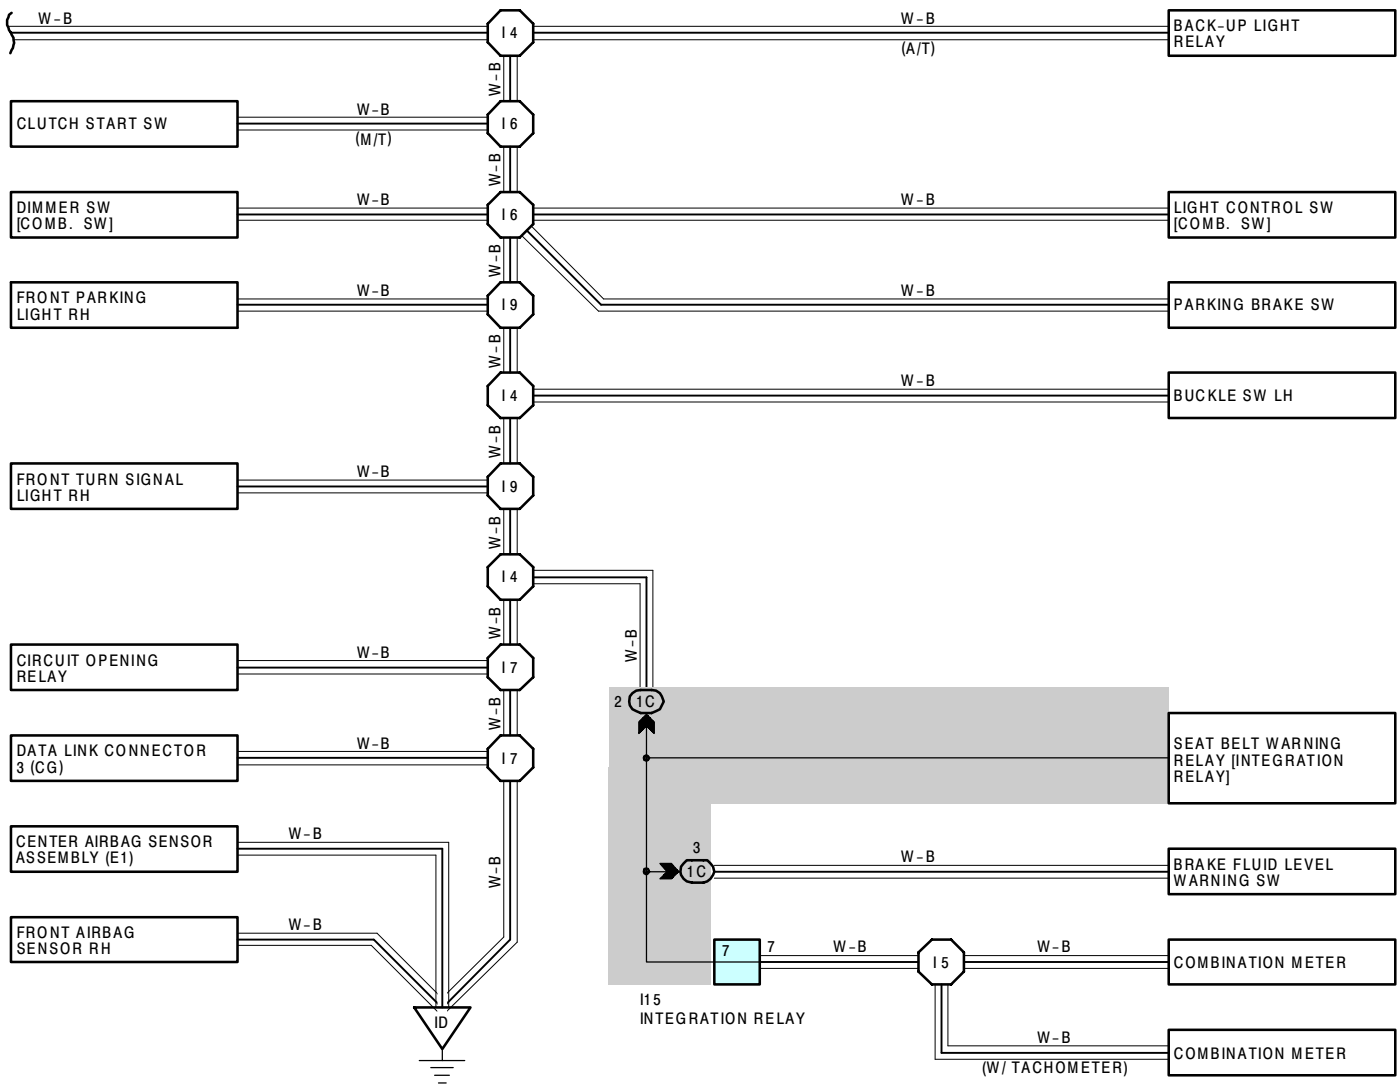 W-B
I4
W-B
(A/T)
BACK-UP LIGHT
RELAY
W-B
CLUTCH START SW
W-B
(M/T)
I6
W-B
DIMMER SW
[COMB. SW]
W-B
I6
W-B
LIGHT CONTROL SW
[COMB. SW]
W-B
FRONT PARKING
LIGHT RH
W-B
I9
W-B
PARKING BRAKE SW
W-B
I4
W-B
BUCKLE SW LH
W-B
FRONT TURN SIGNAL
LIGHT RH
W-B
I9
W-B
I4
W-B
W-B
CIRCUIT OPENING
RELAY
W-B
I7
W-B
2
1C
DATA LINK CONNECTOR
3 (CG)
W-B
I7
SEAT BELT WARNING
RELAY [INTEGRATION
RELAY]
CENTER AIRBAG SENSOR
ASSEMBLY (E1)
W-B
W-B
3
1C
W-B
BRAKE FLUID LEVEL
WARNING SW
FRONT AIRBAG
SENSOR RH
W-B
7
7
W-B
I5
W-B
COMBINATION METER
I15
INTEGRATION RELAY
ID
W-B
(W/ TACHOMETER)
COMBINATION METER